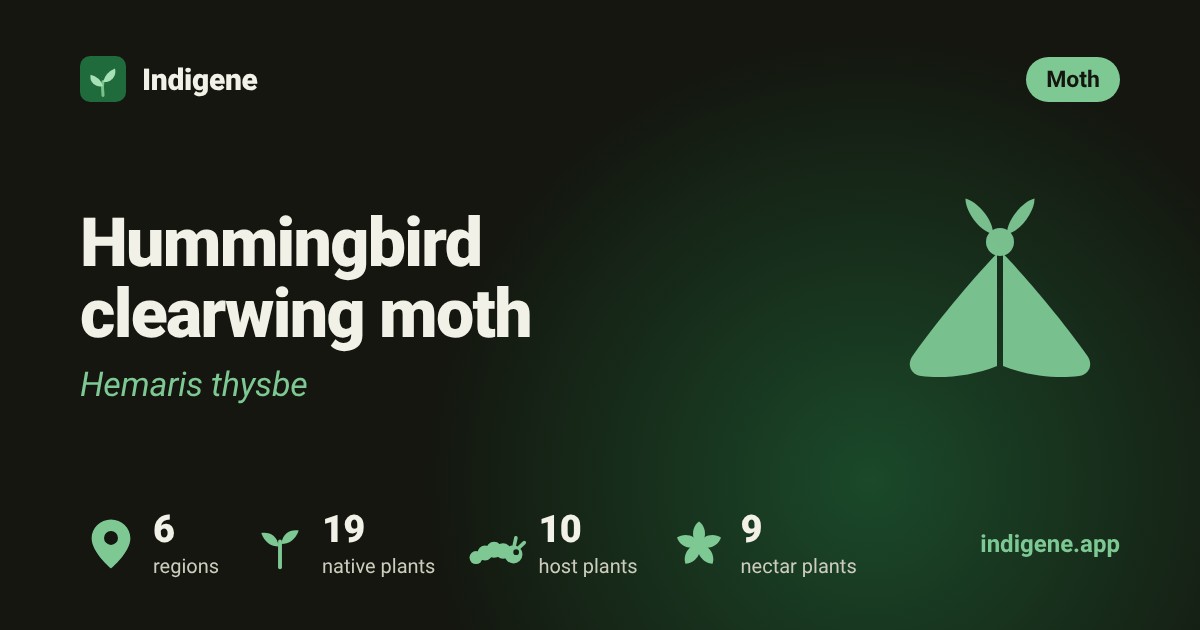 Indigene
Moth
Hummingbird
clearwing moth
Hemaris thysbe
6
regions
19
native plants
10
host plants
9
nectar plants
indigene.app